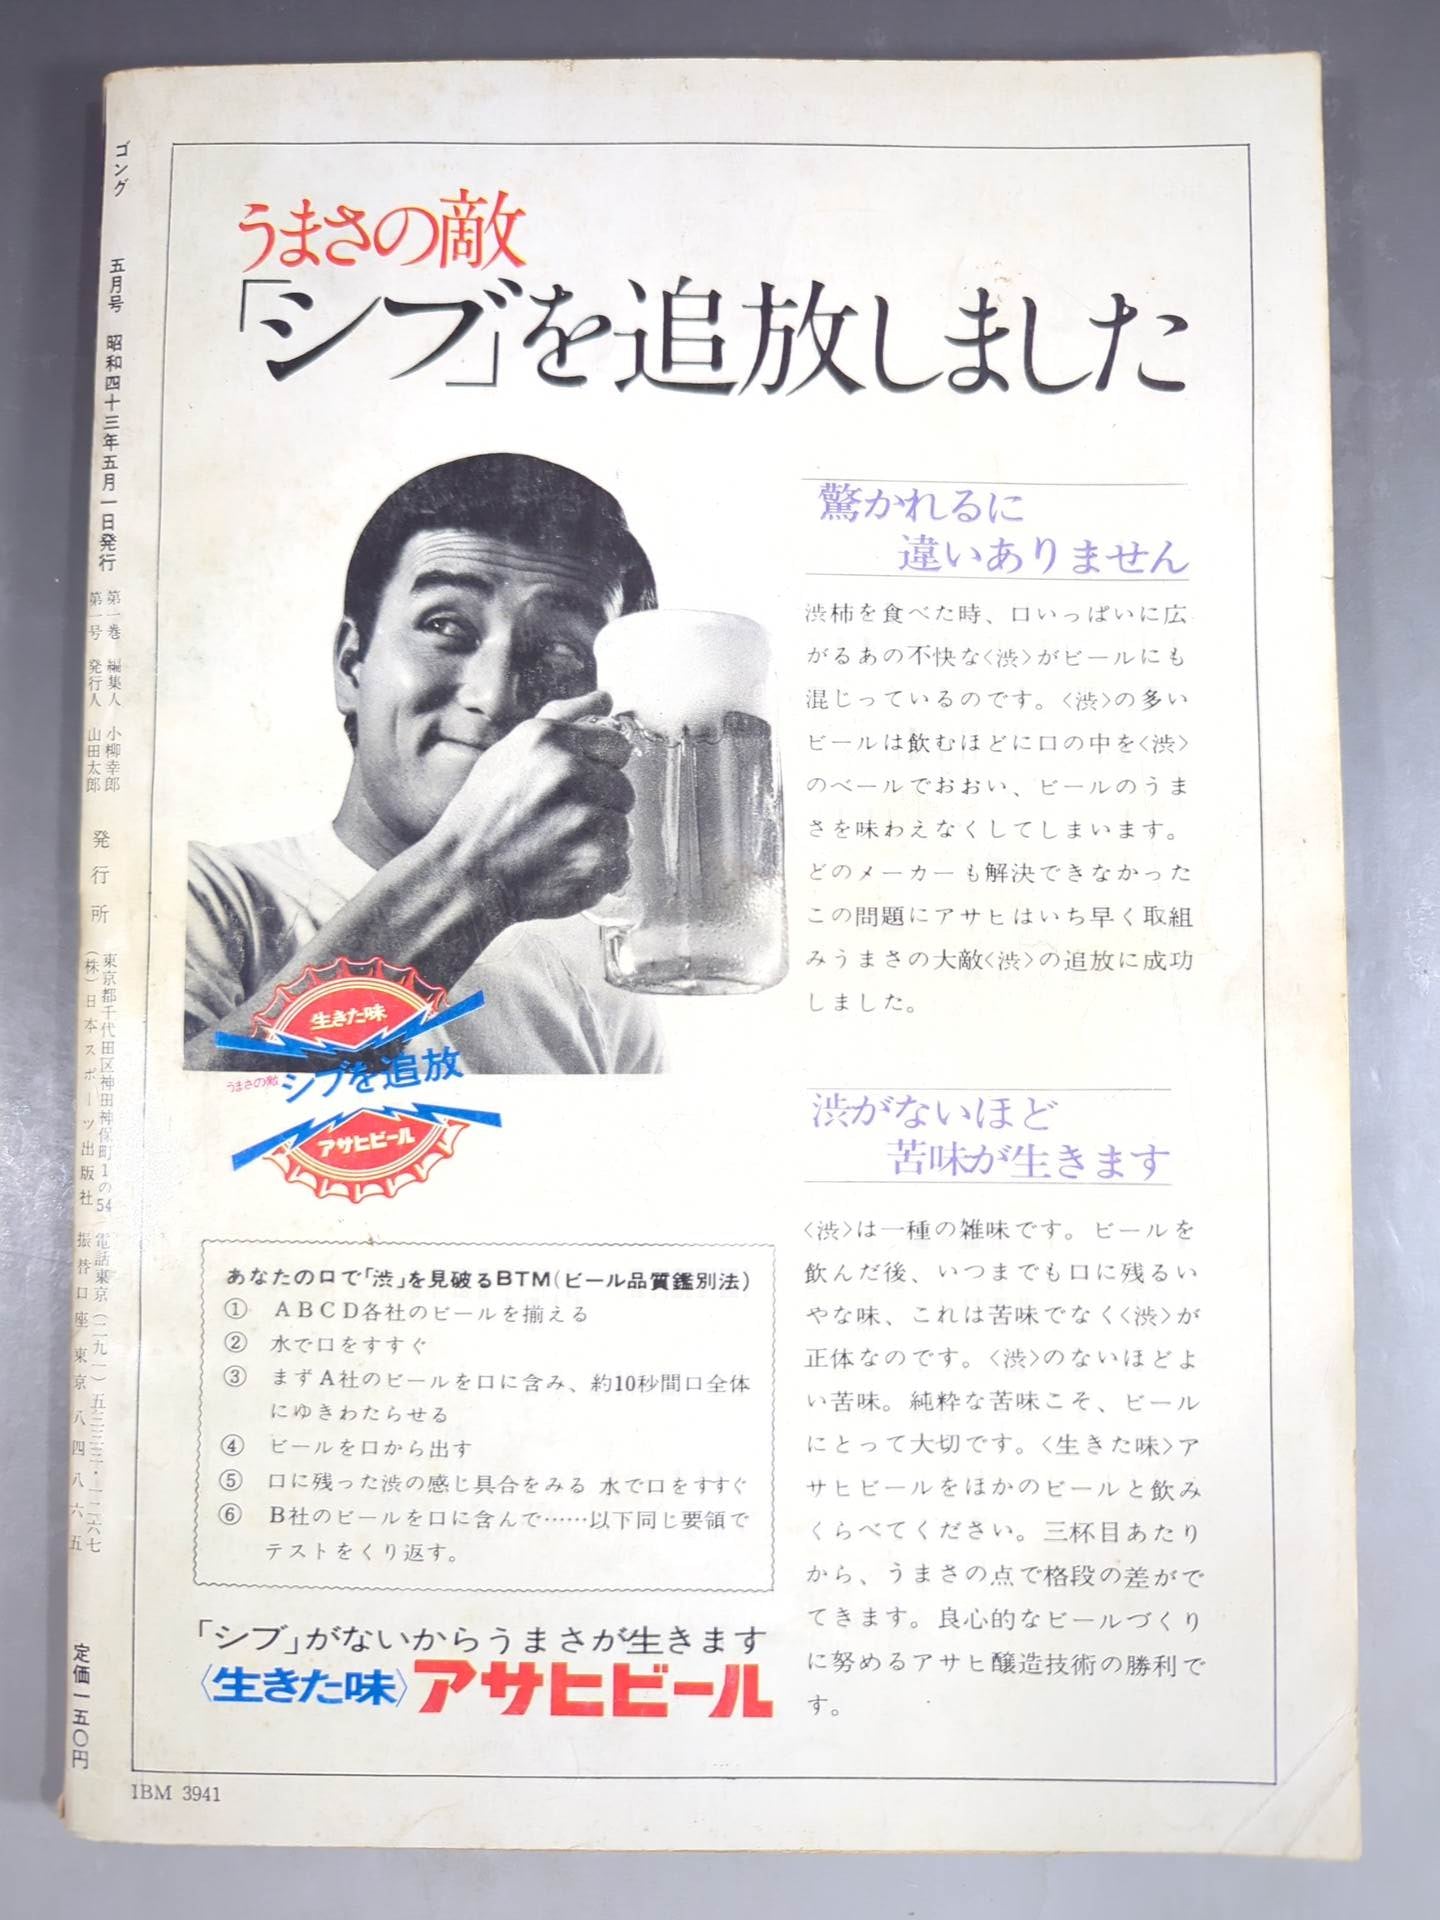 うまさの敵
「シブ」を追放しました
驚かれるに
違いありません
渋柿を食べた時、口いっぱいに広
がるあの不快な〈渋〉がビールにも
混じっているのです。〈渋〉の多い
ビールは飲むほどに口の中を〈渋〉
のベールでおおい、ビールのうま
さを味わえなくしてしまいます。
どのメーカーも解決できなかった
この問題にアサヒはいち早く取組
みうまさの大敵〈渋〉の追放に成功
しました。
渋がないほど
苦味が生きます
〈渋〉は一種の雑味です。ビールを
飲んだ後、いつまでも口に残るい
やな味、これは苦味でなく〈渋〉が
正体なのです。〈渋〉のないほどよ
い苦味。純粋な苦味こそ、ビール
にとって大切です。〈生きた味〉ア
サヒビールをほかのビールと飲み
くらべてください。三杯目あたり
から、うまさの点で格段の差がで
てきます。良心的なビールづくり
に努めるアサヒ醸造技術の勝利で
す。
生きた味
うまさの敵 シブを追放
アサヒビール
あなたの口で「渋」を見破るBTM(ビール品質鑑別法)
① ABCD各社のビールを揃える
② 水で口をすすぐ
③ まずA社のビールを口に含み、約10秒間口全体
にゆきわたらせる
④ ビールを口から出す
⑤ 口に残った渋の感じ具合をみる 水で口をすすぐ
⑥ B社のビールを口に含んで……以下同じ要領で
テストをくり返す。
「シブ」がないからうまさが生きます
〈生きた味〉アサヒビール
IBM 3941
ゴング 五月号 昭和四十三年五月一日発行
第一巻 編集人 小柳幸郎
第一号 発行人 山田太郎
発行所
東京都千代田区神田神保町1の54
(株)日本スポーツ出版社
電話東京(二九一)五三三三・一二六七
振替口座東京八四八六五
定価一五〇円